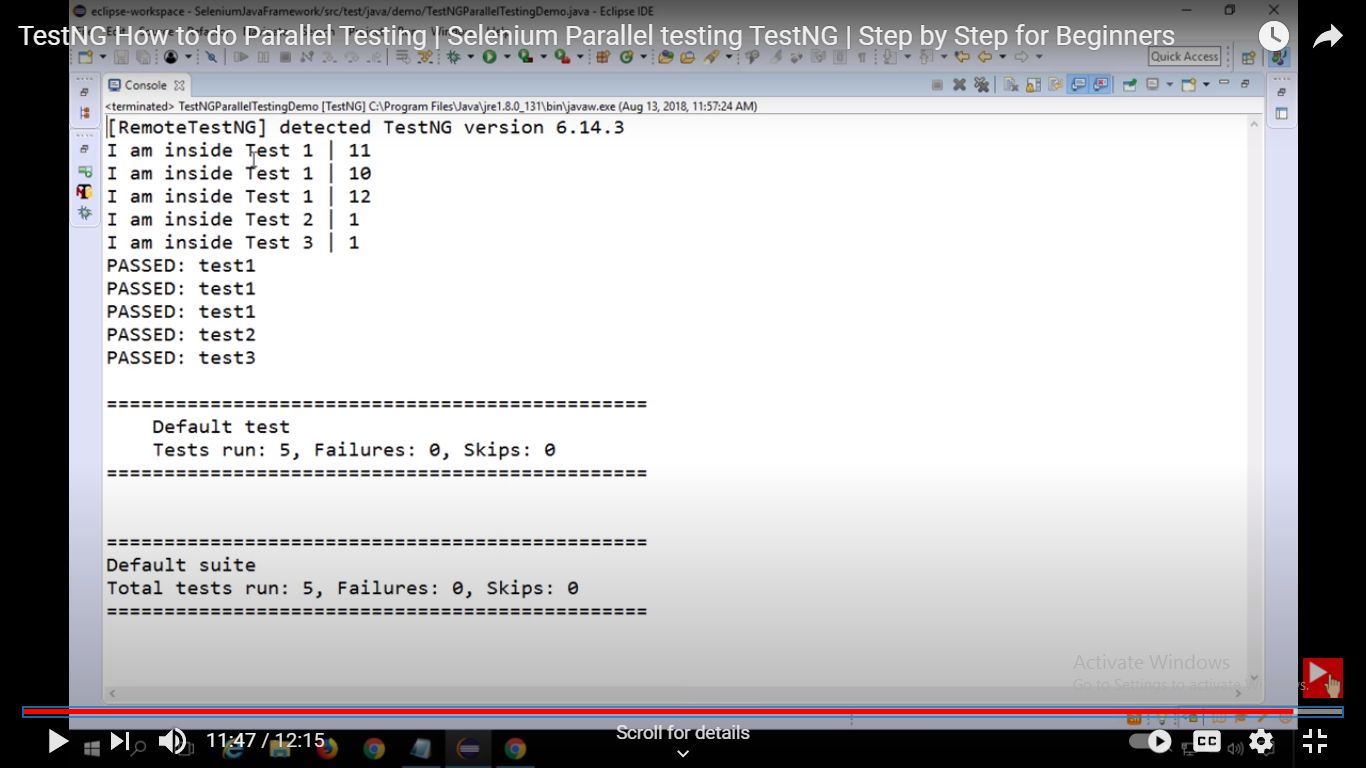 eclipse-workspace - SeleniumJavaFramework/src/test/java/demo/TestNGParallelTestingDemo.java - Eclipse IDE
TestNG How to do Parallel Testing | Selenium Parallel testing TestNG | Step by Step for Beginners
Quick Access
Console
<terminated> TestNGParallelTestingDemo [TestNG] C:\Program Files\Java\jre1.8.0_131\bin\javaw.exe (Aug 13, 2018, 11:57:24 AM)
[RemoteTestNG] detected TestNG version 6.14.3
I am inside Test 1 | 11
I am inside Test 1 | 10
I am inside Test 1 | 12
I am inside Test 2 | 1
I am inside Test 3 | 1
PASSED: test1
PASSED: test1
PASSED: test1
PASSED: test2
PASSED: test3
===============================================
Default test
Tests run: 5, Failures: 0, Skips: 0
===============================================
===============================================
Default suite
Total tests run: 5, Failures: 0, Skips: 0
===============================================
Activate Windows
Go to Settings to activate
11:47 / 12:15
Scroll for details
CC